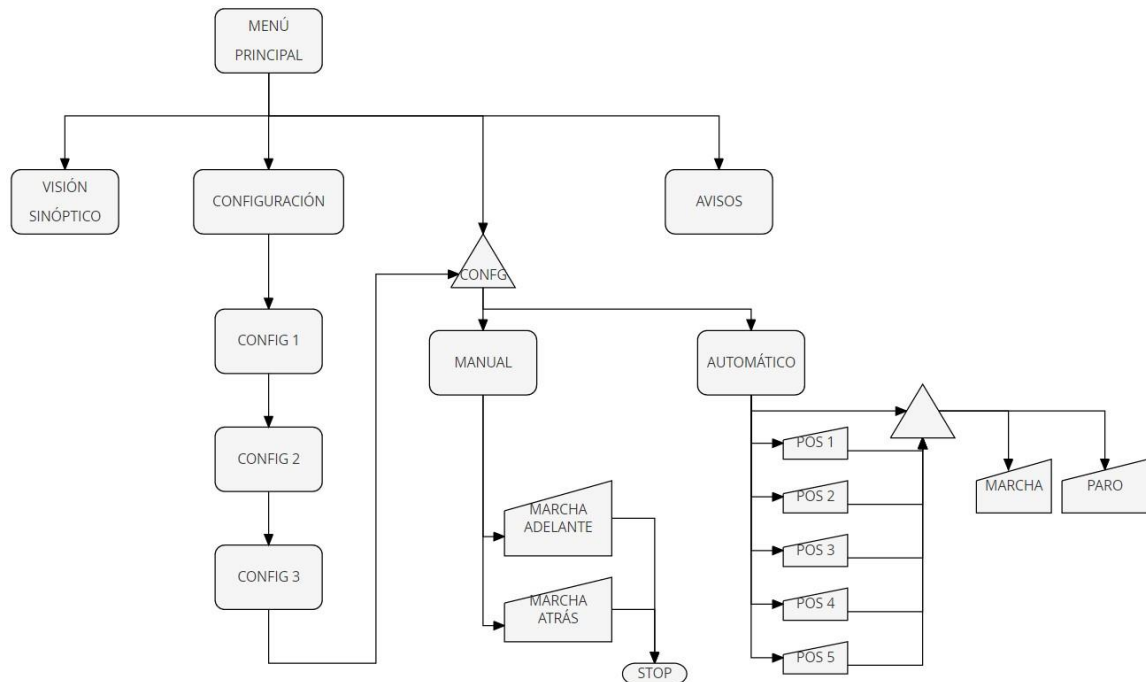 MENÚ
PRINCIPAL
VISIÓN
SINÓPTICO
CONFIGURACIÓN
AVISOS
CONFG
CONFIG 1
MANUAL
AUTOMÁTICO
POS 1
CONFIG 2
MARCHA
PARO
POS 2
MARCHA
ADELANTE
POS 3
CONFIG 3
MARCHA
ATRÁS
POS 4
POS 5
STOP